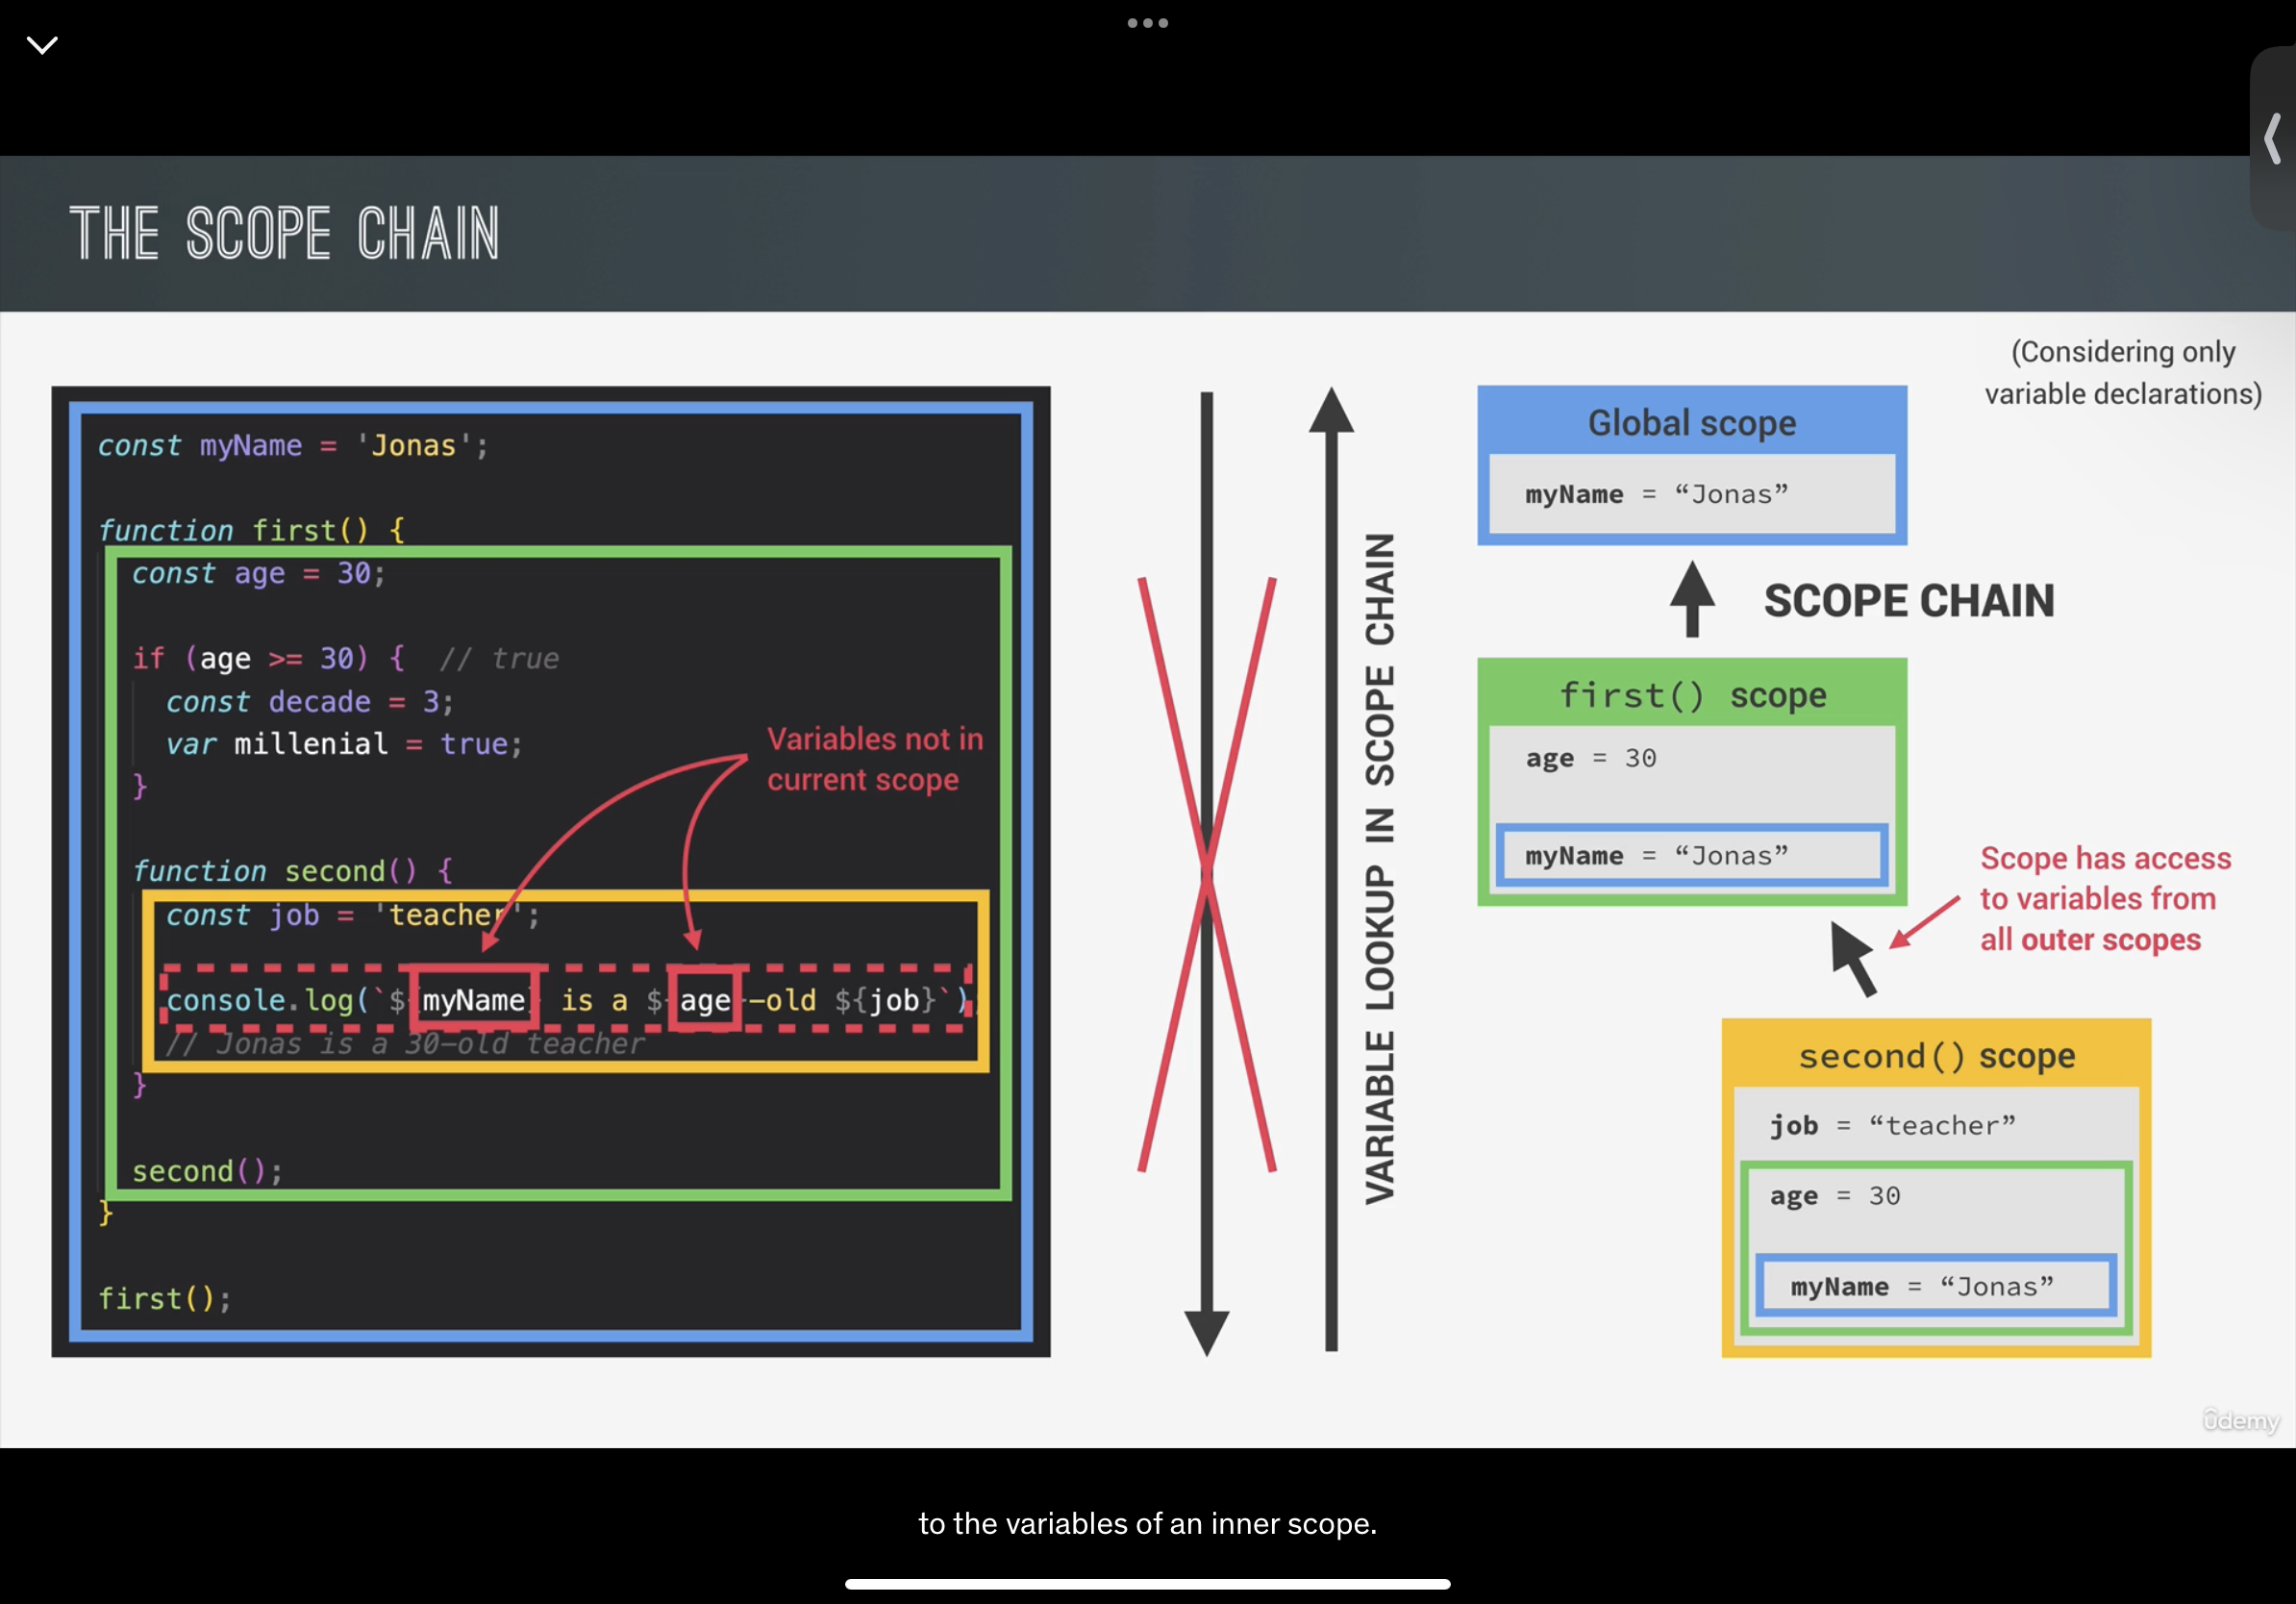 THE SCOPE CHAIN
(Considering only
variable declarations)
const myName = 'Jonas';
function first() {
const age = 30;
if (age >= 30) { // true
const decade = 3;
var millenial = true;
}
Variables not in
current scope
function second() {
const job = 'teacher';
console.log(`${myName} is a ${age}-old ${job}`);
// Jonas is a 30-old teacher
}
second();
}
first();
VARIABLE LOOKUP IN SCOPE CHAIN
Global scope
myName = “Jonas”
SCOPE CHAIN
first() scope
age = 30
myName = “Jonas”
Scope has access
to variables from
all outer scopes
second() scope
job = “teacher”
age = 30
myName = “Jonas”
ûdemy
to the variables of an inner scope.